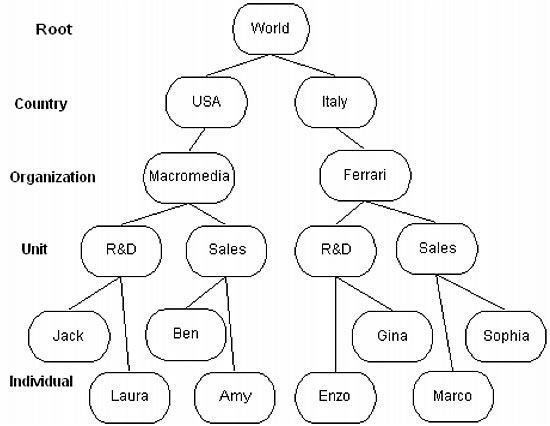 Root
World
Country
USA
Italy
Organization
Macromedia
Ferrari
Unit
R&D
Sales
R&D
Sales
Jack
Ben
Gina
Sophia
Individual
Laura
Amy
Enzo
Marco